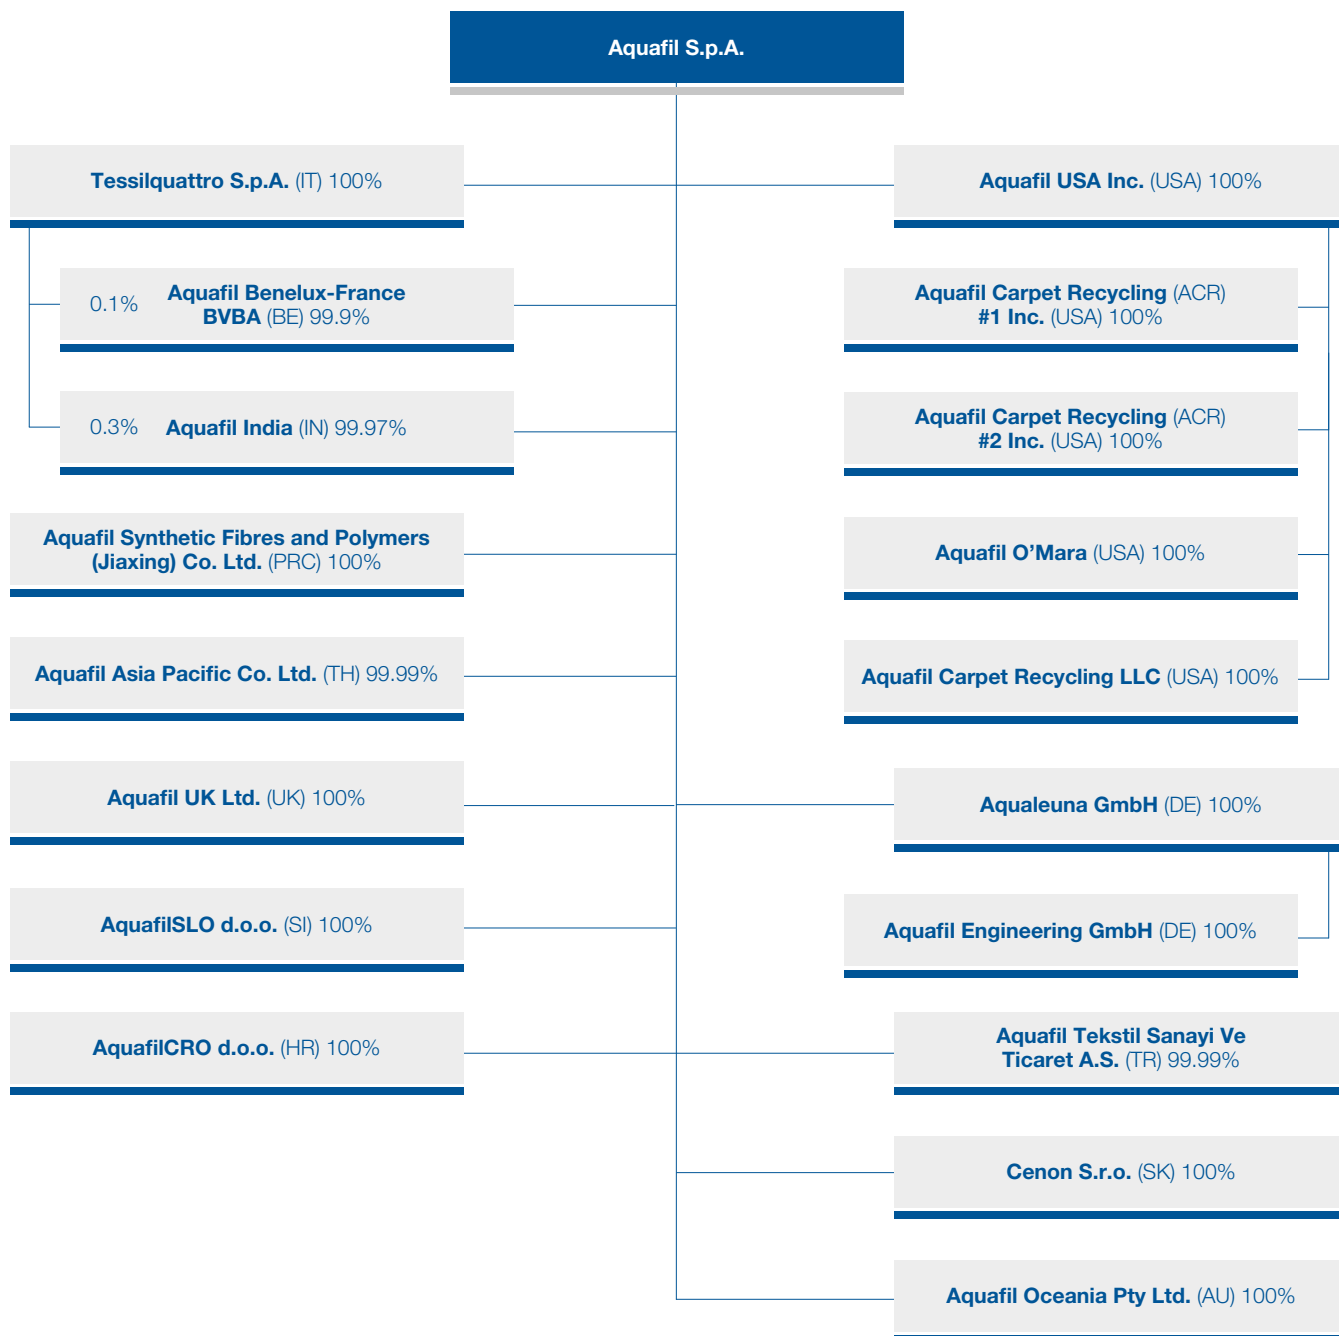 Aquafil S.p.A.
Tessilquattro S.p.A. (IT) 100%
0.1%
Aquafil Benelux-France
BVBA (BE) 99.9%
0.3%
Aquafil India (IN) 99.97%
Aquafil Synthetic Fibres and Polymers
(Jiaxing) Co. Ltd. (PRC) 100%
Aquafil Asia Pacific Co. Ltd. (TH) 99.99%
Aquafil UK Ltd. (UK) 100%
AquafilSLO d.o.o. (SI) 100%
AquafilCRO d.o.o. (HR) 100%
Aquafil USA Inc. (USA) 100%
Aquafil Carpet Recycling (ACR)
#1 Inc. (USA) 100%
Aquafil Carpet Recycling (ACR)
#2 Inc. (USA) 100%
Aquafil O’Mara (USA) 100%
Aquafil Carpet Recycling LLC (USA) 100%
Aqualeuna GmbH (DE) 100%
Aquafil Engineering GmbH (DE) 100%
Aquafil Tekstil Sanayi Ve
Ticaret A.S. (TR) 99.99%
Cenon S.r.o. (SK) 100%
Aquafil Oceania Pty Ltd. (AU) 100%